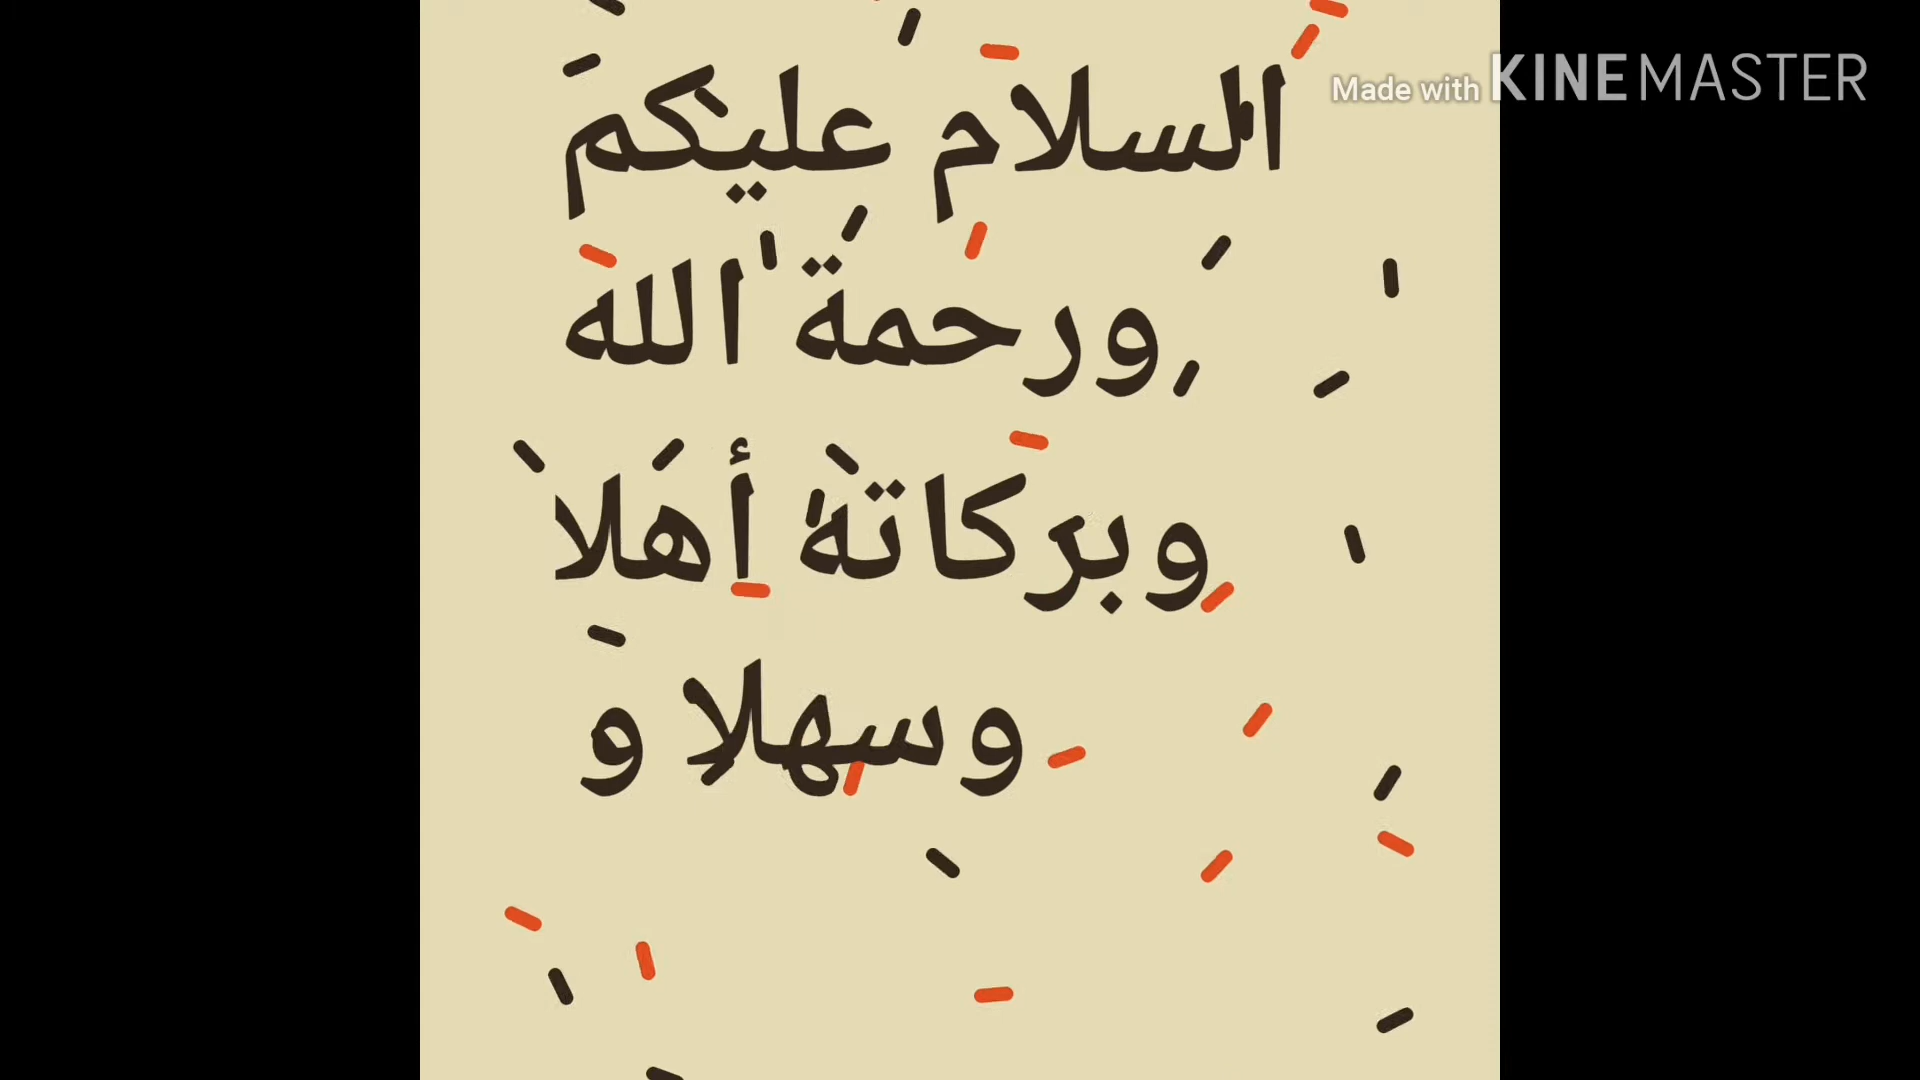 Made with KINEMASTER
السلام عليكم
ورحمة الله
وبركاته أهلا
وسهلا و